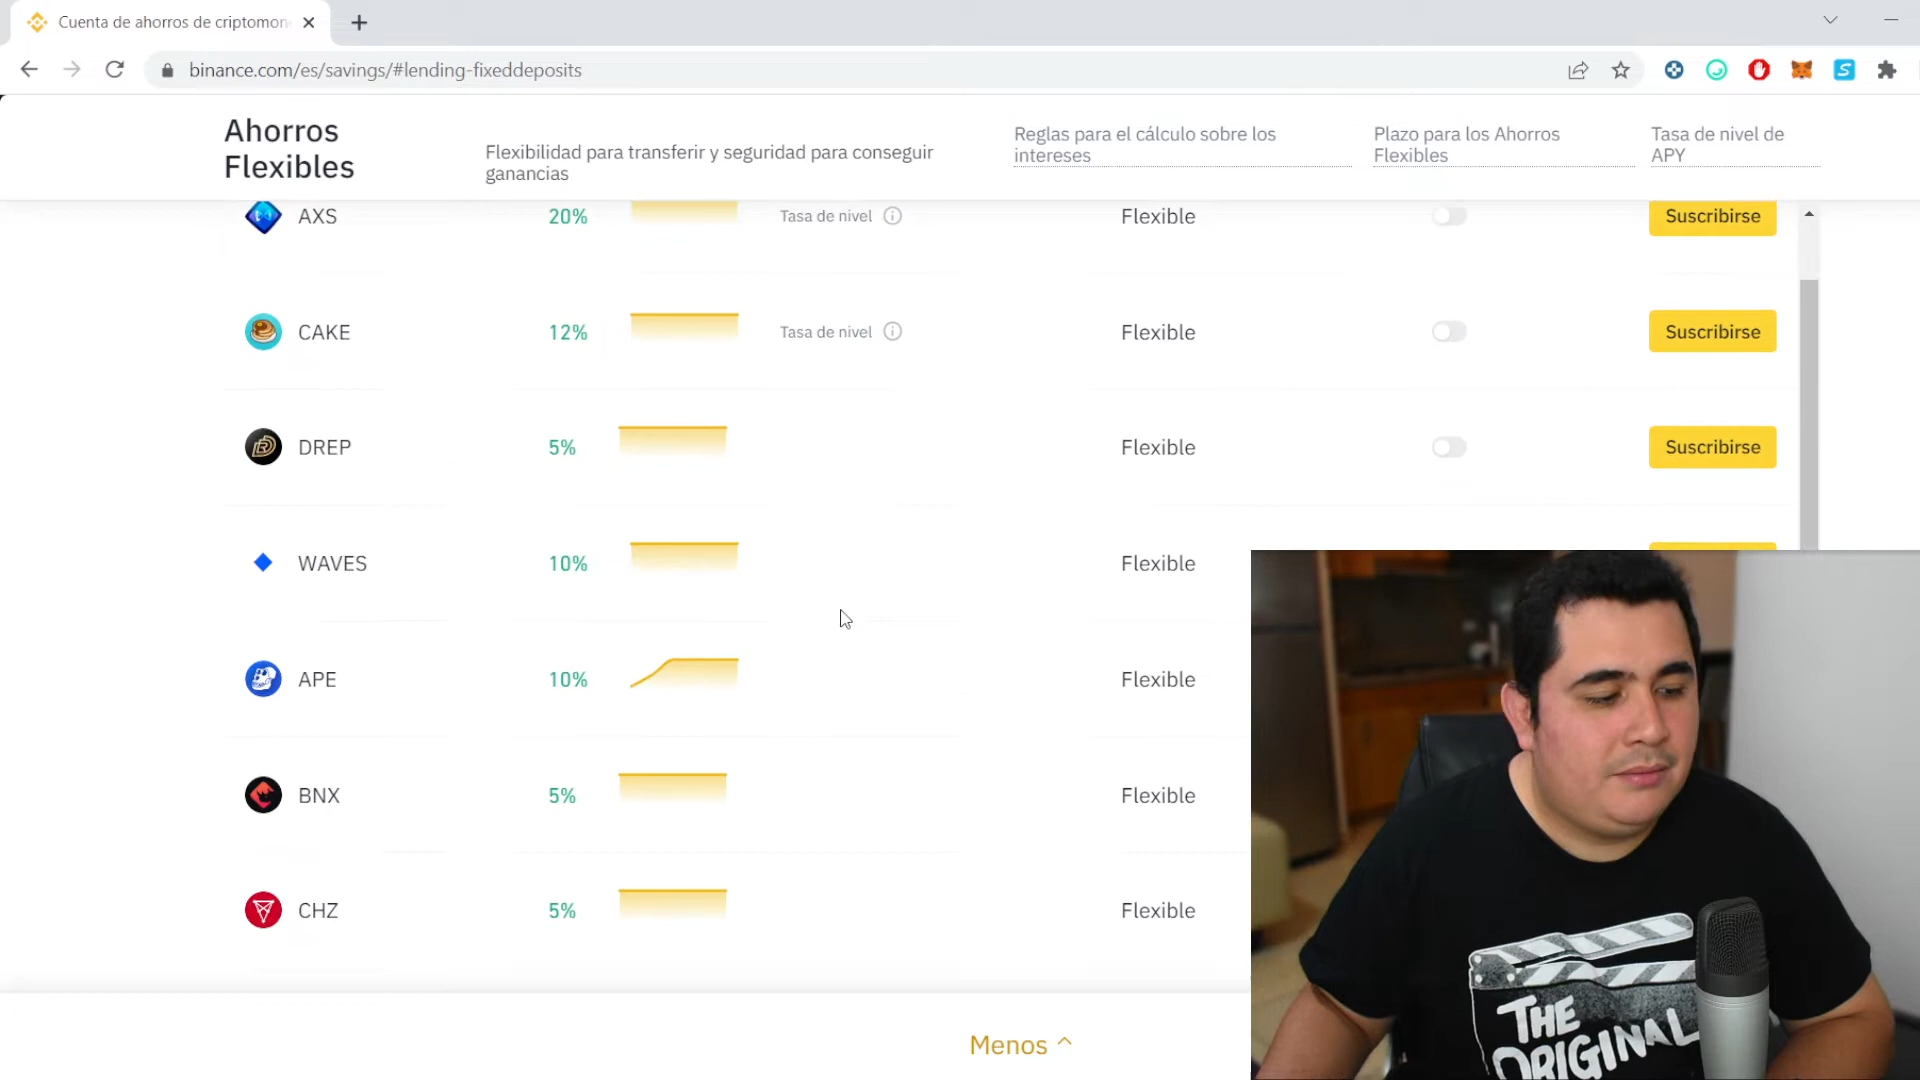 Cuenta de ahorros de criptomon
binance.com/es/savings/#lending-fixeddeposits
Ahorros
Flexibles
Flexibilidad para transferir y seguridad para conseguir
ganancias
Reglas para el cálculo sobre los
intereses
Plazo para los Ahorros
Flexibles
Tasa de nivel de
APY
AXS 20% Tasa de nivel Flexible Suscribirse
CAKE 12% Tasa de nivel Flexible Suscribirse
DREP 5% Flexible Suscribirse
WAVES 10% Flexible
APE 10% Flexible
BNX 5% Flexible
CHZ 5% Flexible
Menos
THE
ORIGINAL